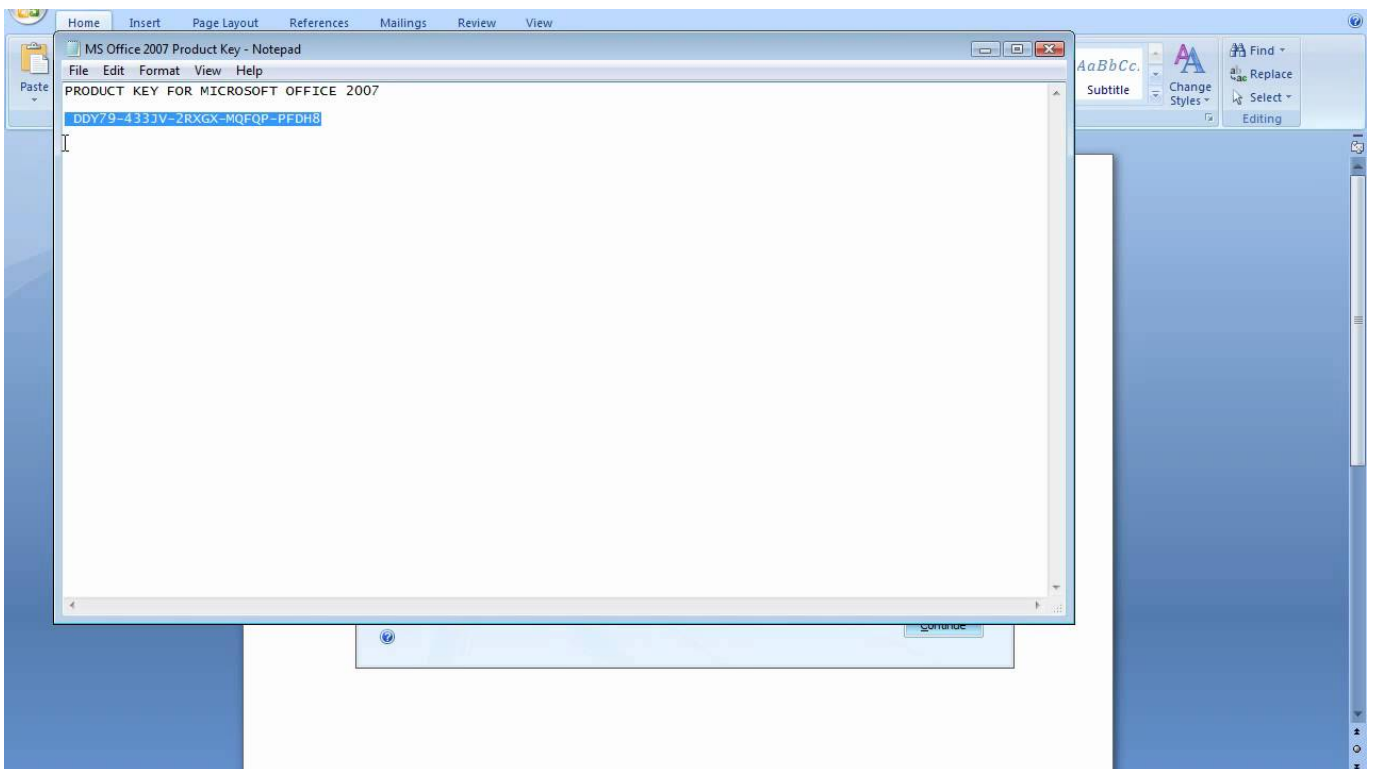 Home Insert Page Layout References Mailings Review View
MS Office 2007 Product Key - Notepad
File Edit Format View Help
PRODUCT KEY FOR MICROSOFT OFFICE 2007
DDY79-433JV-2RXGX-MQFQP-PFDH8
Paste
AaBbCc.
Subtitle
Change
Styles
Find
Replace
Select
Editing
Continue